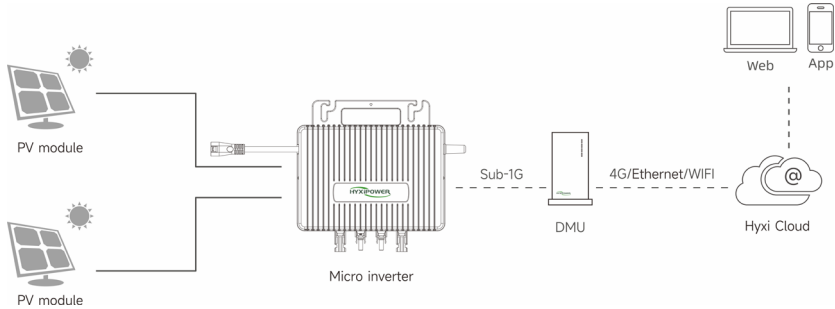 Web
App
PV module
HYXIPOWER
Sub-1G
4G/Ethernet/WIFI
@
DMU
Hyxi Cloud
Micro inverter
PV module